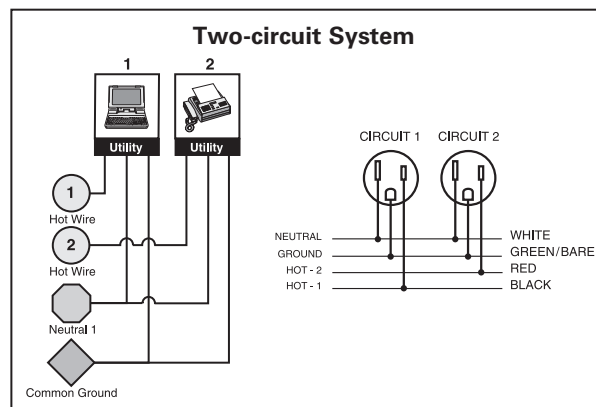 Two-circuit System
1 2
Utility Utility
1
Hot Wire
2
Hot Wire
Neutral 1
Common Ground
CIRCUIT 1 CIRCUIT 2
NEUTRAL WHITE
GROUND GREEN/BARE
HOT - 2 RED
HOT - 1 BLACK